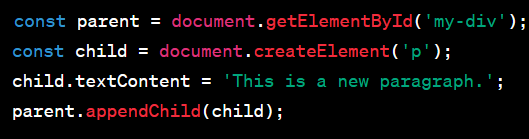 const parent = document.getElementById('my-div');
const child = document.createElement('p');
child.textContent = 'This is a new paragraph.';
parent.appendChild(child);